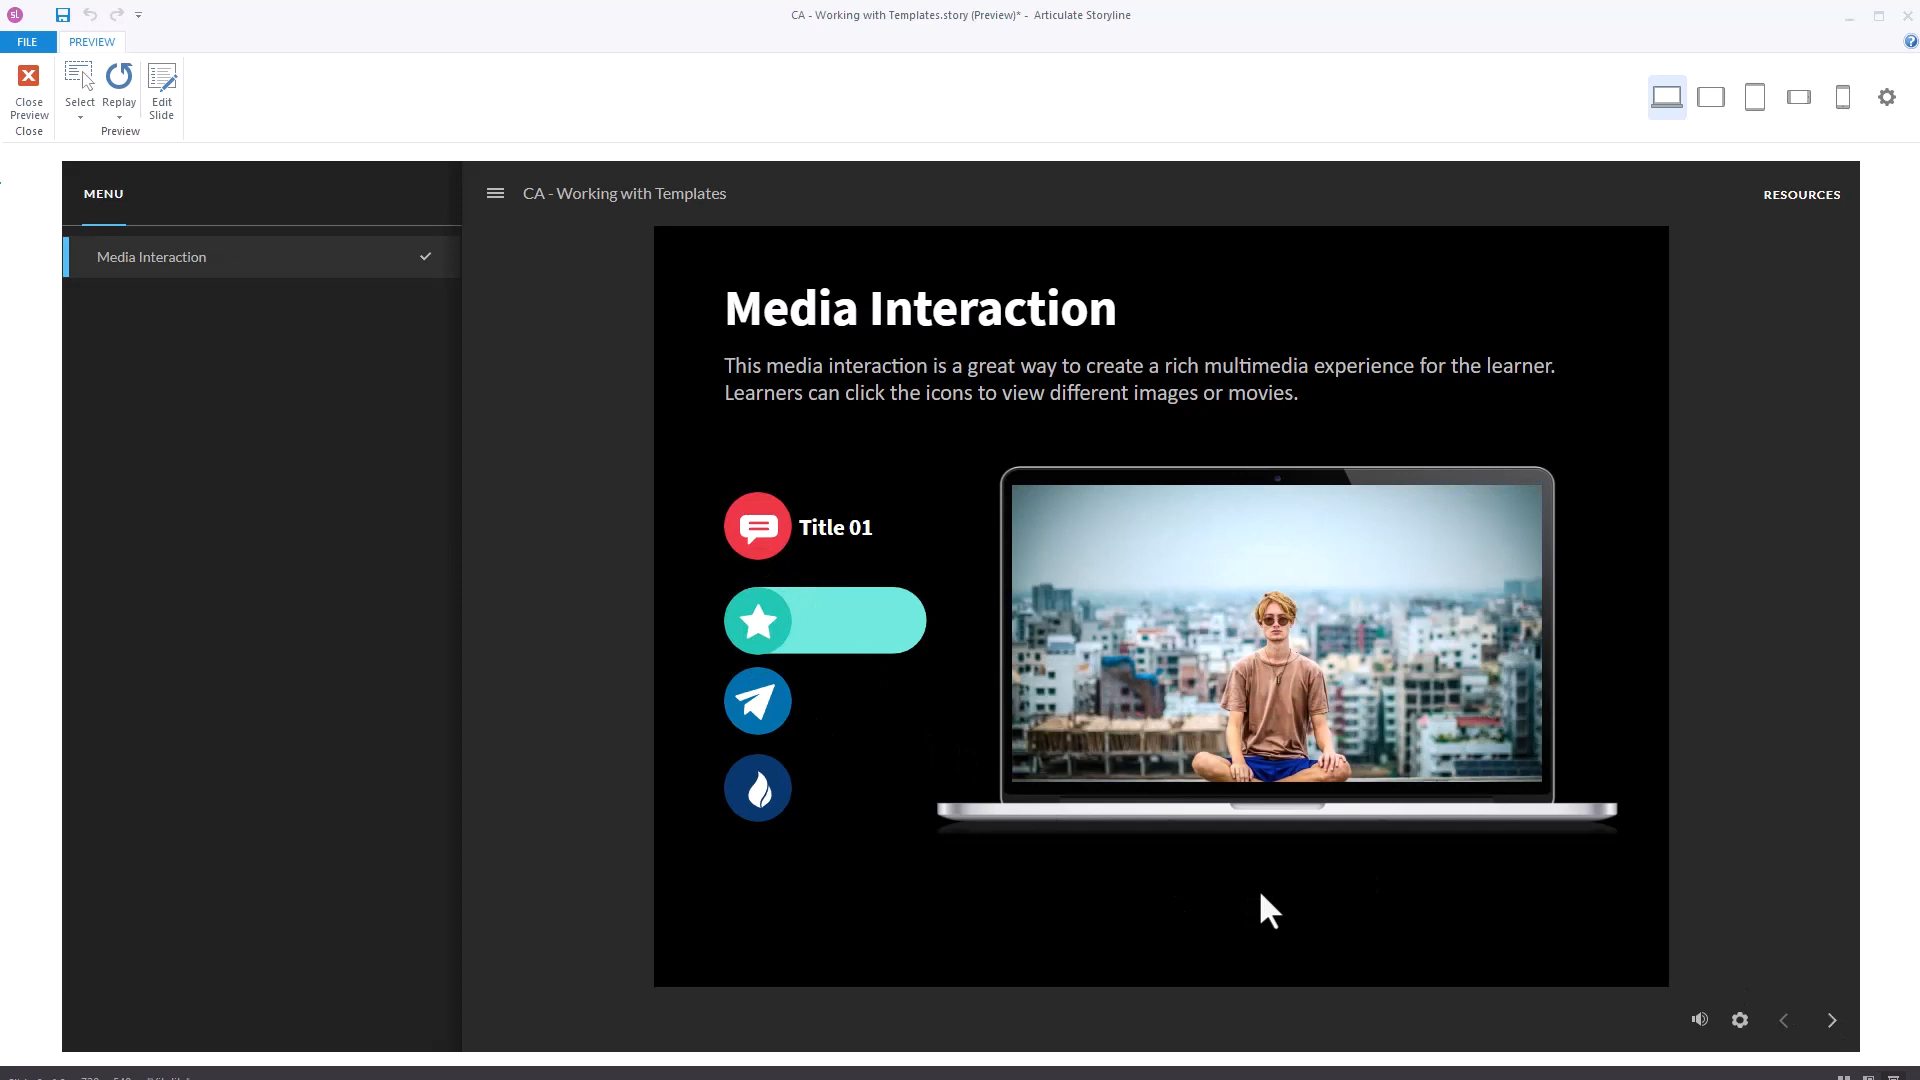 CA - Working with Templates.story (Preview)* - Articulate Storyline
FILE
PREVIEW
Close
Preview
Select
Replay
Edit
Slide
Close
Preview
MENU
CA - Working with Templates
RESOURCES
Media Interaction
Media Interaction
This media interaction is a great way to create a rich multimedia experience for the learner.
Learners can click the icons to view different images or movies.
Title 01